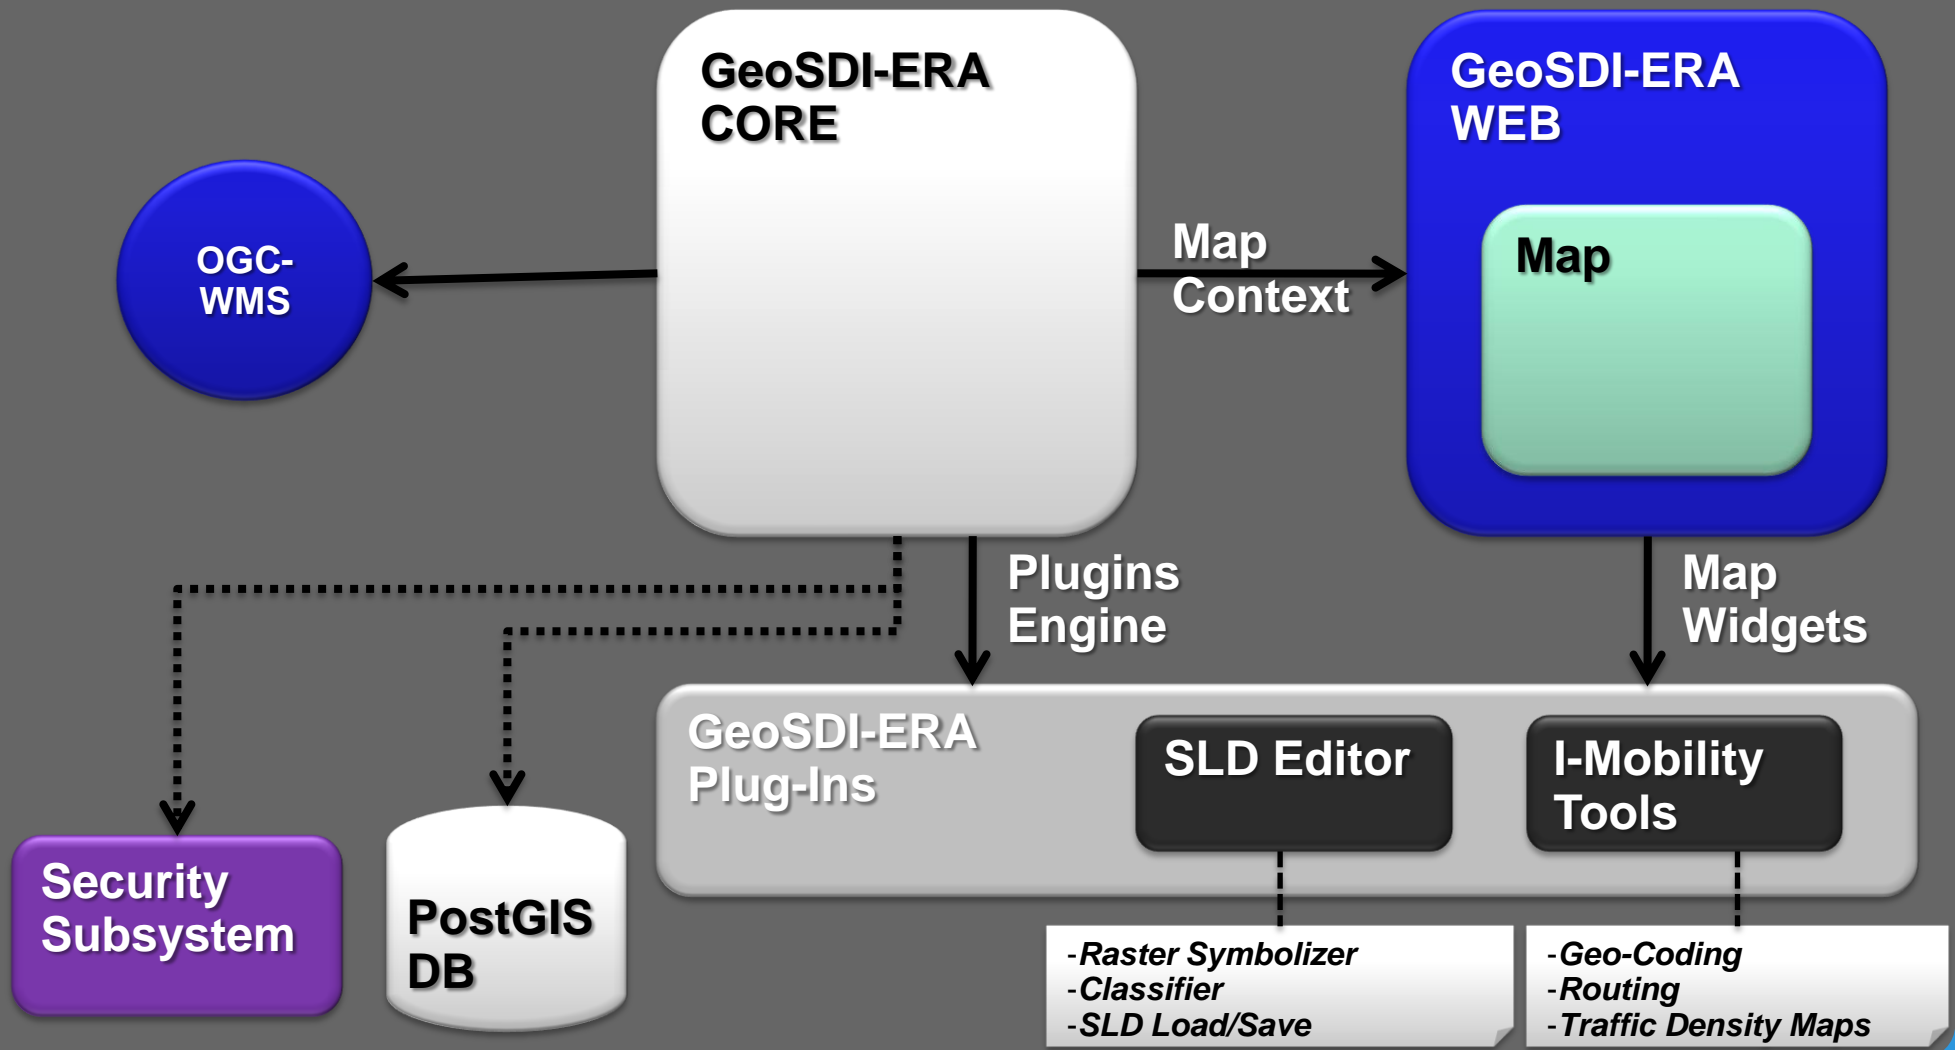 GeoSDI-ERA
CORE
GeoSDI-ERA
WEB
OGC-
WMS
Map
Context
Map
Plugins
Engine
Map
Widgets
GeoSDI-ERA
Plug-Ins
SLD Editor
I-Mobility
Tools
Security
Subsystem
PostGIS
DB
-Raster Symbolizer
-Classifier
-SLD Load/Save
-Geo-Coding
-Routing
-Traffic Density Maps